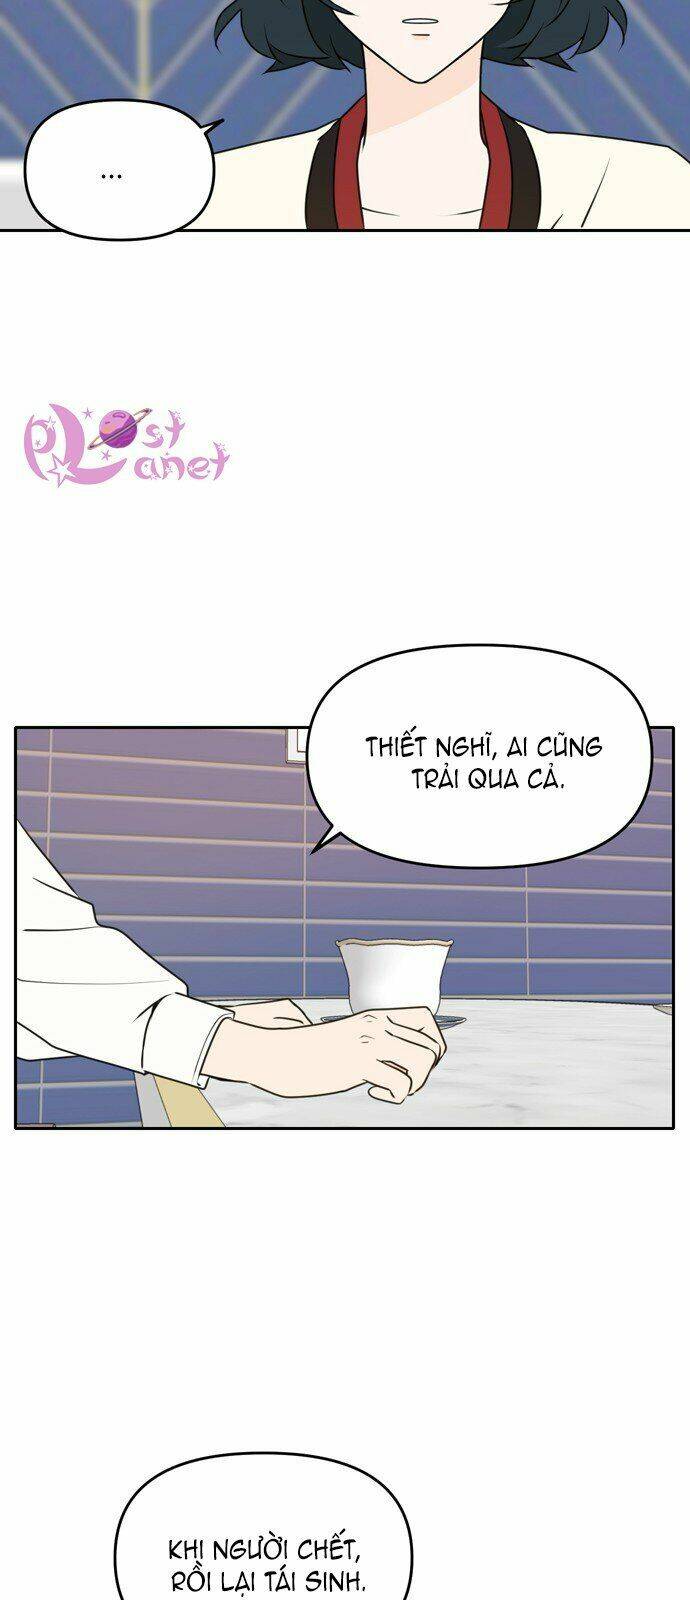 ...
Lost
Planet
THIẾT NGHĨ, AI CŨNG
TRẢI QUA CẢ.
KHI NGƯỜI CHẾT,
RỒI LẠI TÁI SINH.